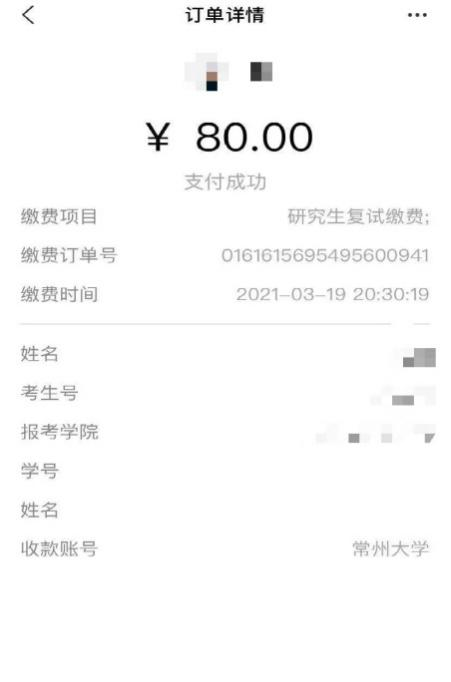 订单详情
¥ 80.00
支付成功
缴费项目 研究生复试缴费;
缴费订单号 0161615695495600941
缴费时间 2021-03-19 20:30:19
姓名
考生号
报考学院
学号
姓名
收款账号 常州大学